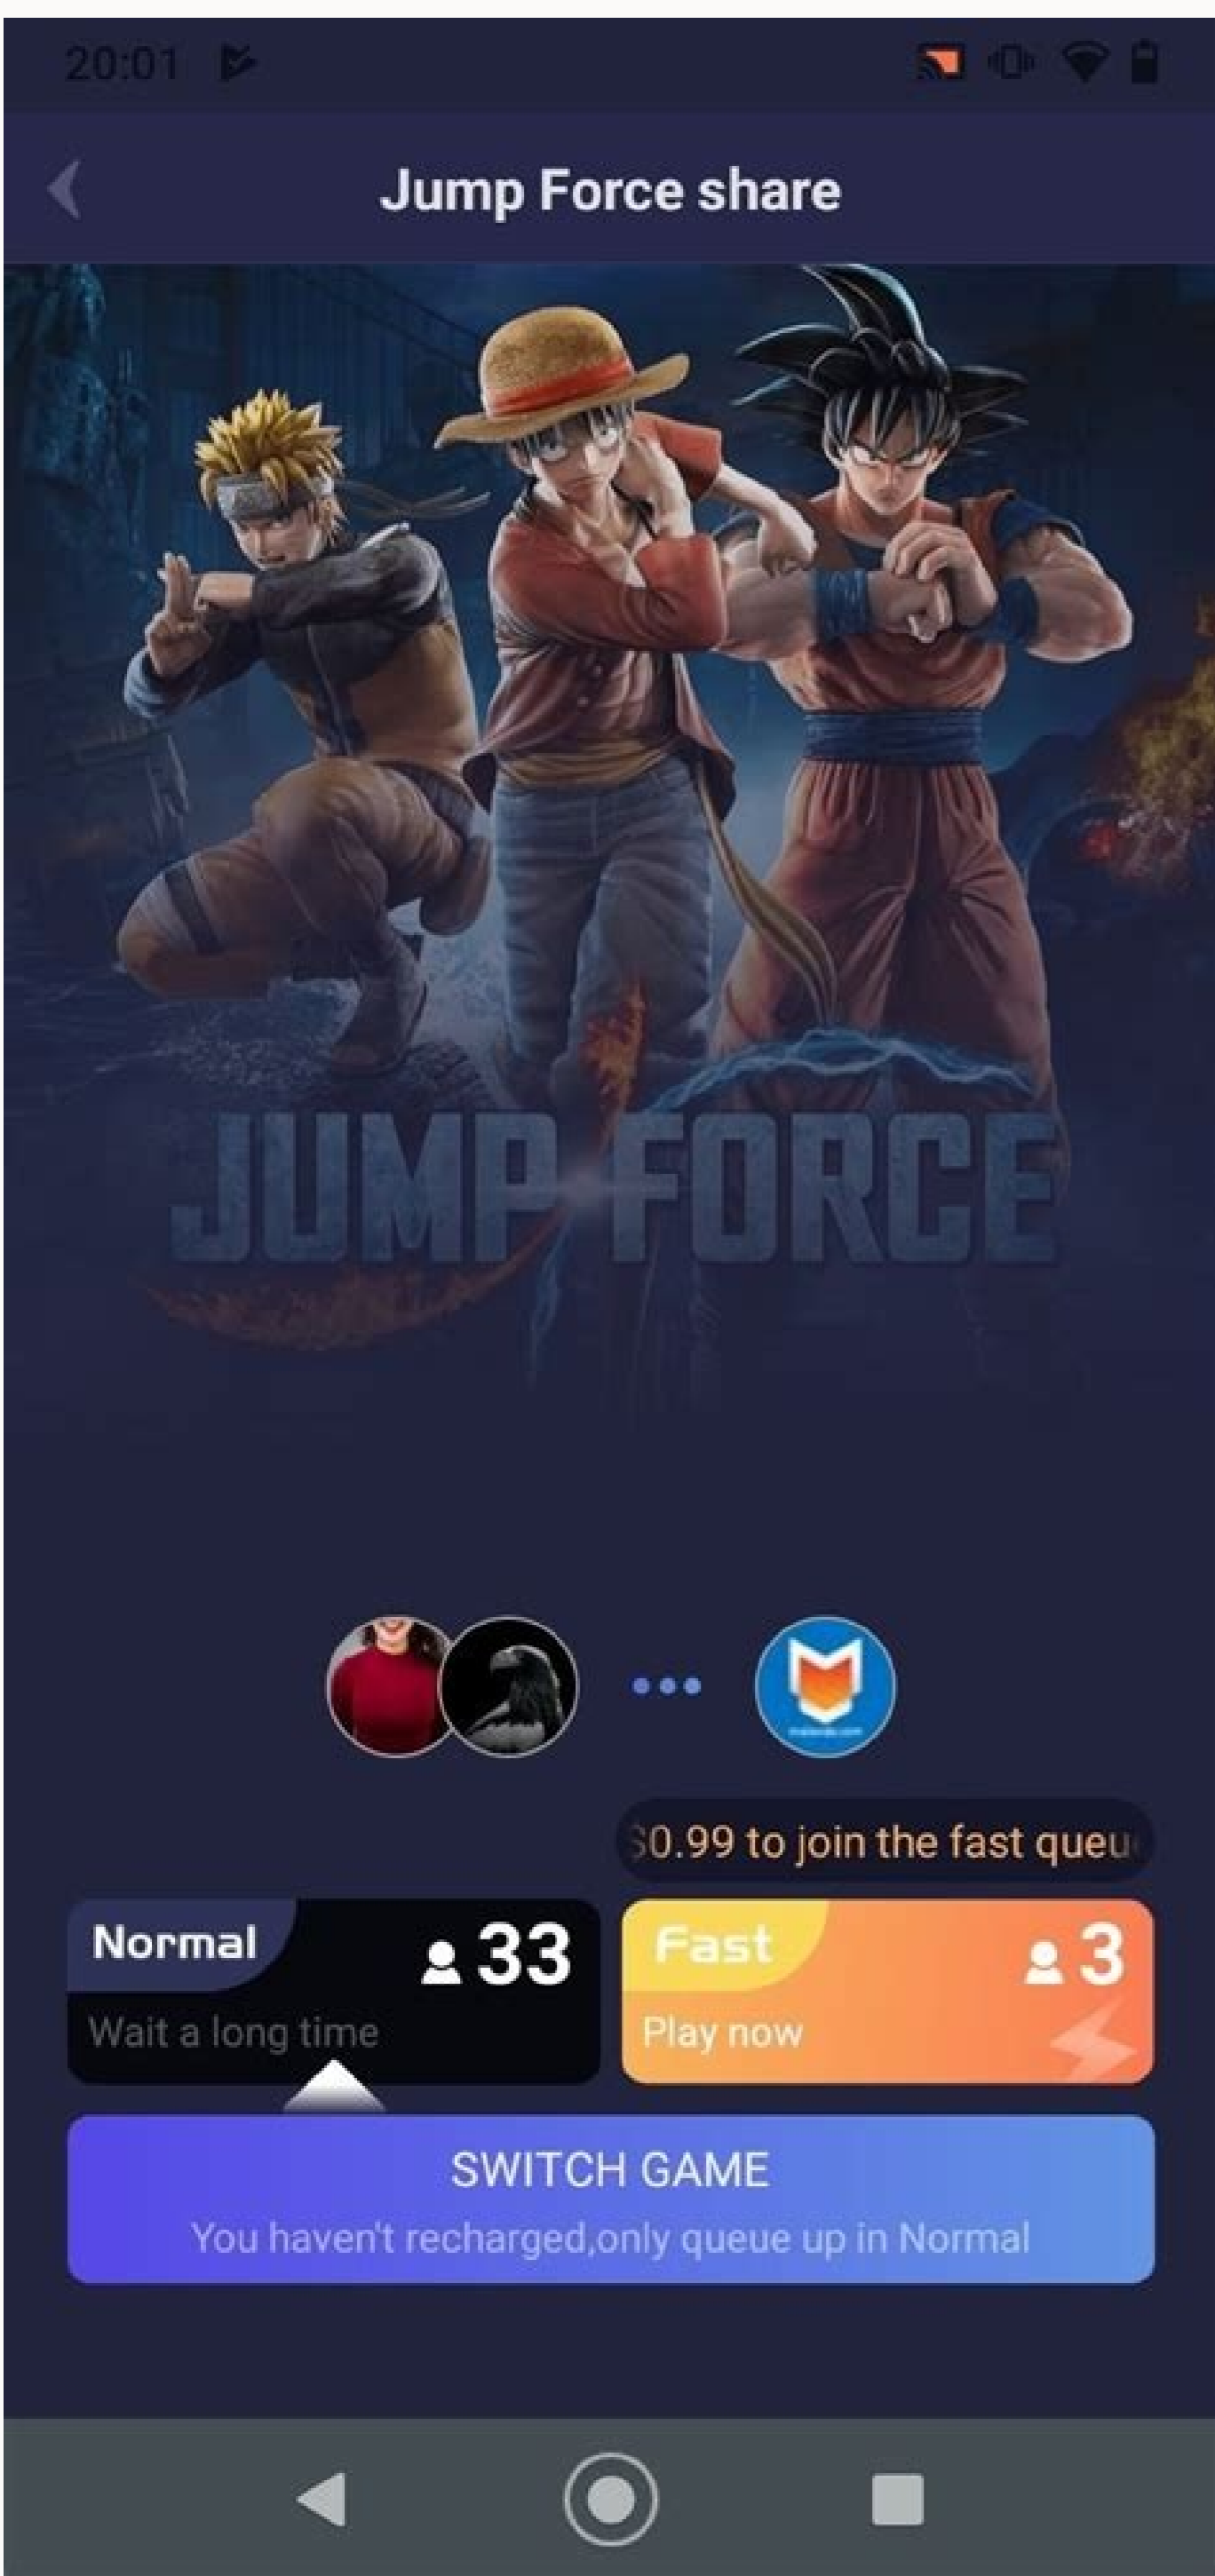 20:01
Jump Force share
JUMP FORCE
$0.99 to join the fast queu
Normal
33
Wait a long time
Fast
3
Play now
SWITCH GAME
You haven't recharged,only queue up in Normal